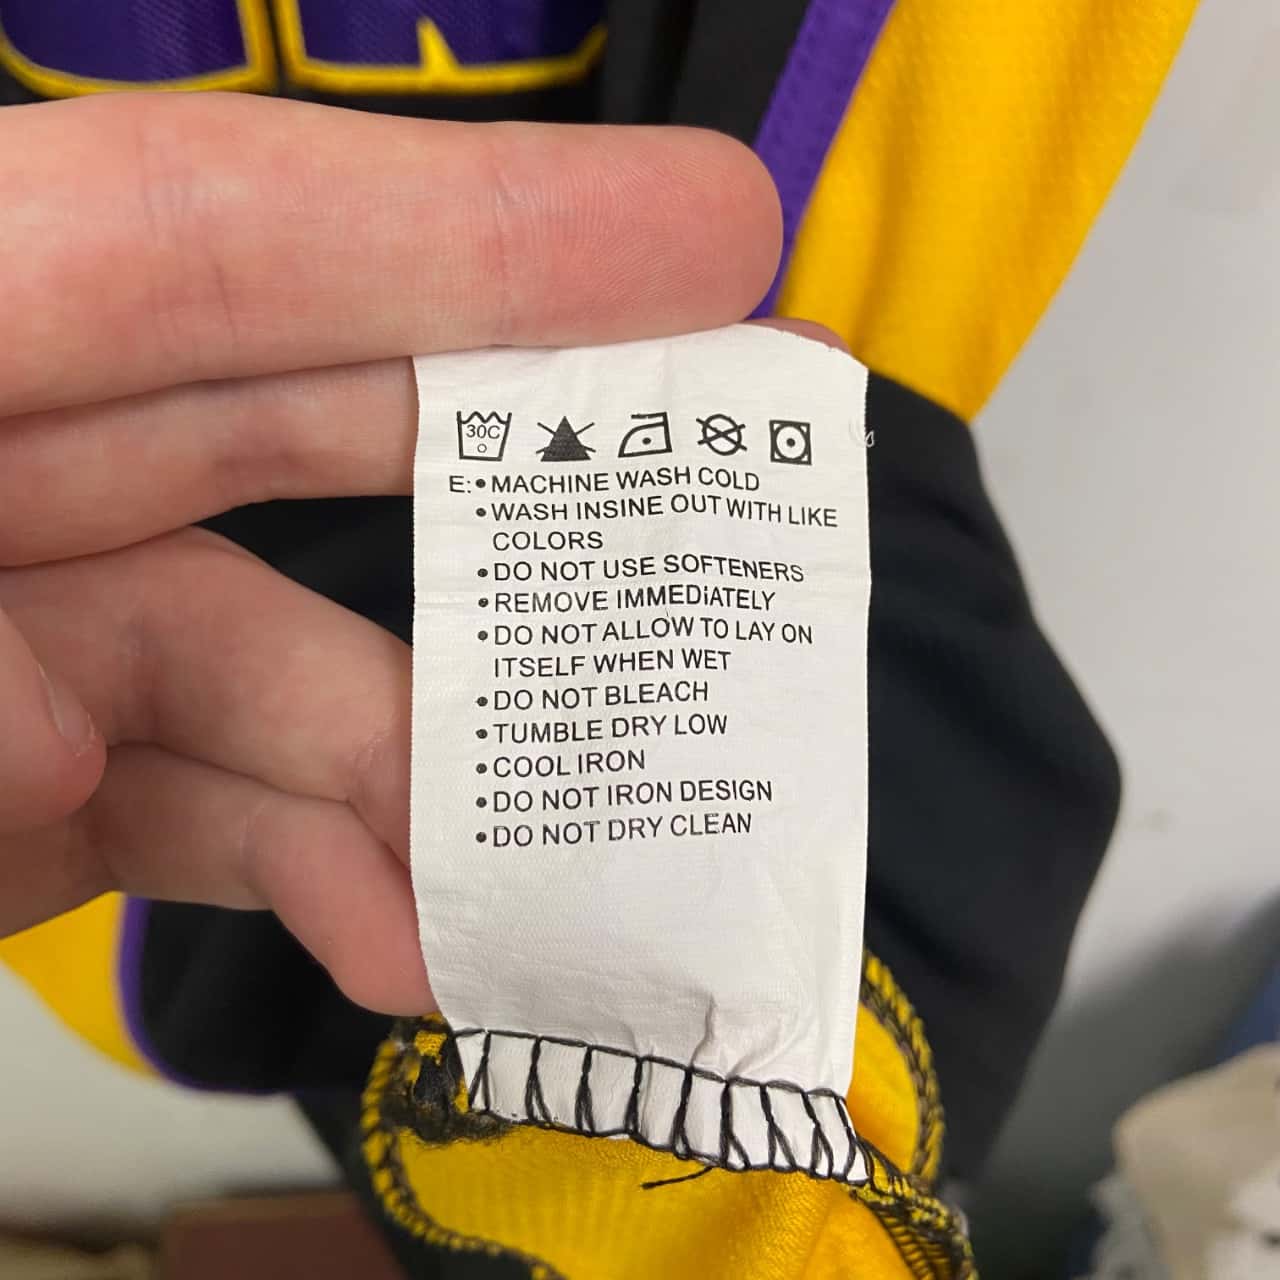 30C
E: • MACHINE WASH COLD
• WASH INSINE OUT WITH LIKE
COLORS
• DO NOT USE SOFTENERS
• REMOVE IMMEDiATELY
• DO NOT ALLOW TO LAY ON
ITSELF WHEN WET
• DO NOT BLEACH
• TUMBLE DRY LOW
• COOL IRON
• DO NOT IRON DESIGN
• DO NOT DRY CLEAN